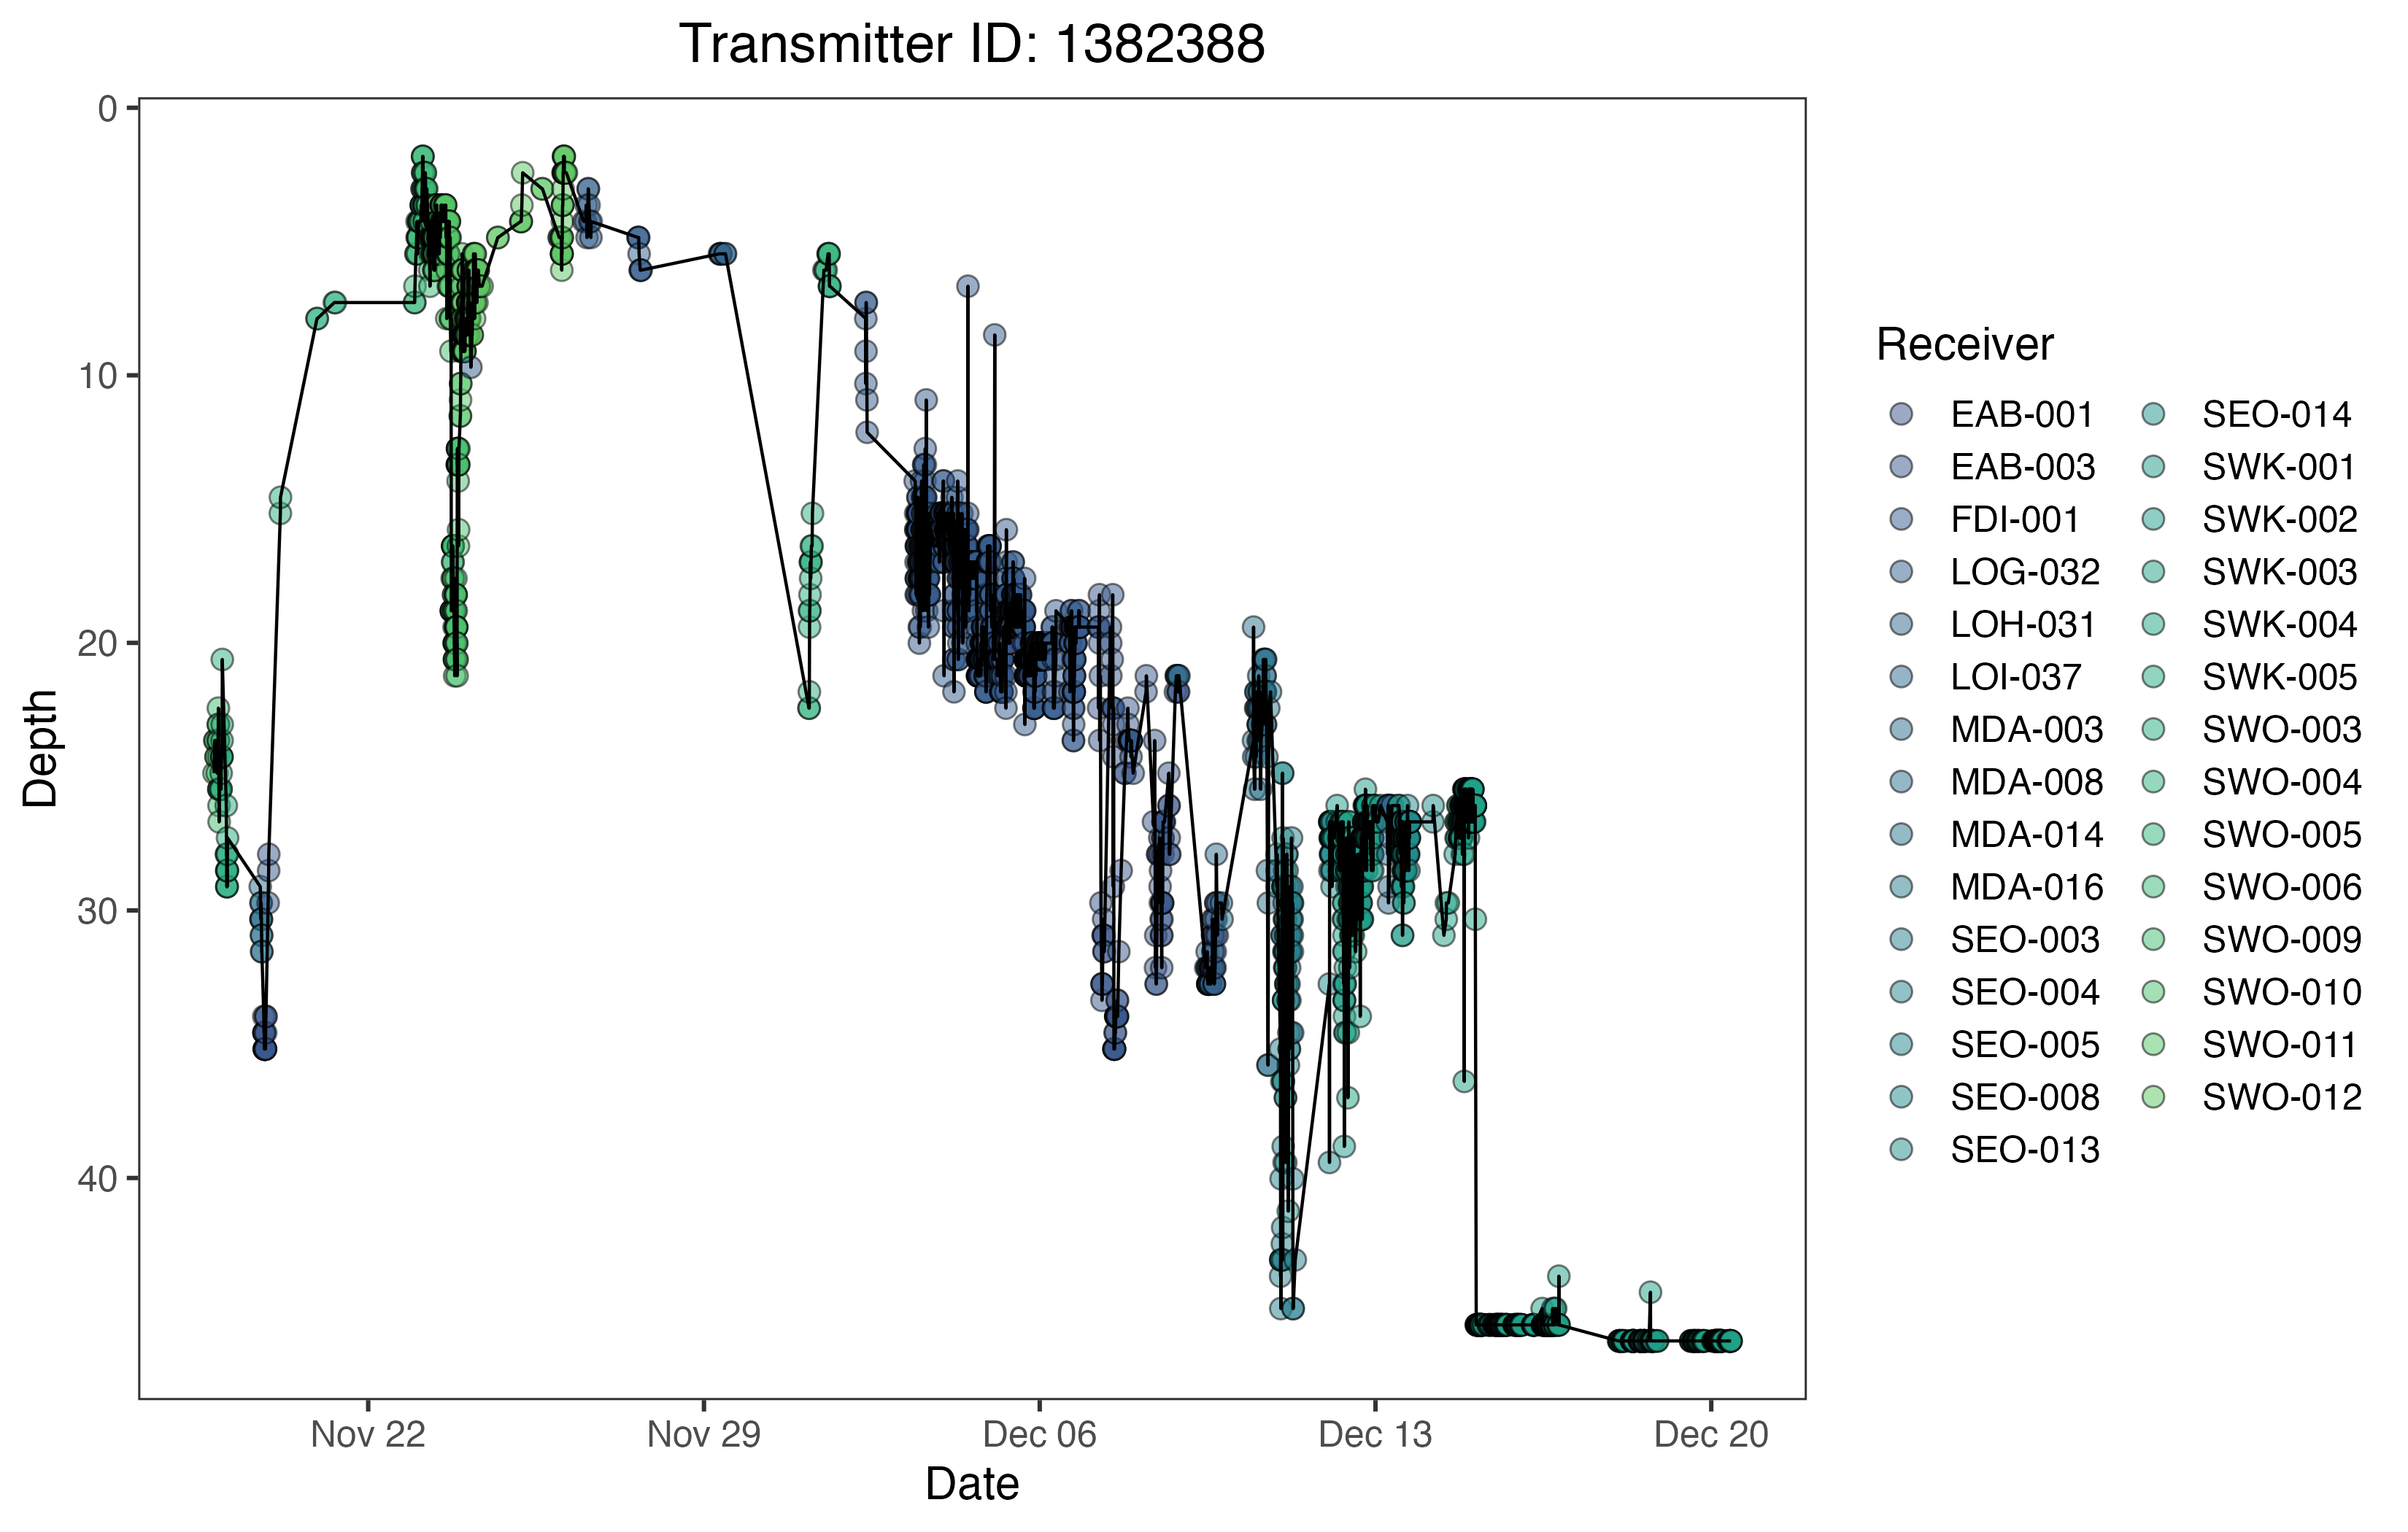 Transmitter ID: 1382388
0
10
20
30
40
Depth
Nov 22
Nov 29
Dec 06
Dec 13
Dec 20
Date
Receiver
EAB-001
EAB-003
FDI-001
LOG-032
LOH-031
LOI-037
MDA-003
MDA-008
MDA-014
MDA-016
SEO-003
SEO-004
SEO-005
SEO-008
SEO-013
SEO-014
SWK-001
SWK-002
SWK-003
SWK-004
SWK-005
SWO-003
SWO-004
SWO-005
SWO-006
SWO-009
SWO-010
SWO-011
SWO-012